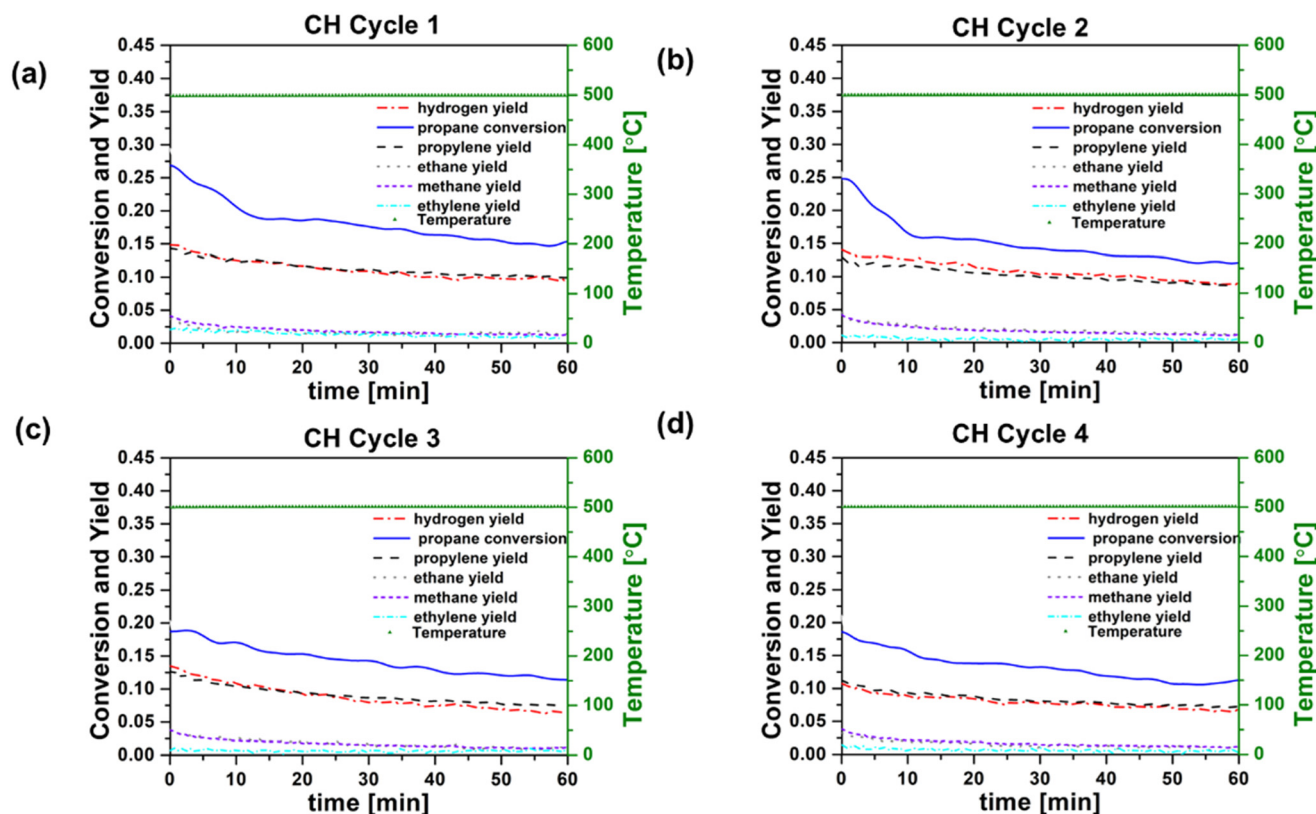 CH Cycle 1
(a)
Conversion and Yield
0.45
0.40
0.35
0.30
0.25
0.20
0.15
0.10
0.05
0.00
hydrogen yield
propane conversion
propylene yield
ethane yield
methane yield
ethylene yield
Temperature
600
500
400
300
200
100
0
Temperature [°C]
0 10 20 30 40 50 60
time [min]
CH Cycle 2
(b)
Conversion and Yield
0.45
0.40
0.35
0.30
0.25
0.20
0.15
0.10
0.05
0.00
hydrogen yield
propane conversion
propylene yield
ethane yield
methane yield
ethylene yield
Temperature
600
500
400
300
200
100
0
Temperature [°C]
0 10 20 30 40 50 60
time [min]
CH Cycle 3
(c)
Conversion and Yield
0.45
0.40
0.35
0.30
0.25
0.20
0.15
0.10
0.05
0.00
hydrogen yield
propane conversion
propylene yield
ethane yield
methane yield
ethylene yield
Temperature
600
500
400
300
200
100
0
Temperature [°C]
0 10 20 30 40 50 60
time [min]
CH Cycle 4
(d)
Conversion and Yield
0.45
0.40
0.35
0.30
0.25
0.20
0.15
0.10
0.05
0.00
hydrogen yield
propane conversion
propylene yield
ethane yield
methane yield
ethylene yield
Temperature
600
500
400
300
200
100
0
Temperature [°C]
0 10 20 30 40 50 60
time [min]